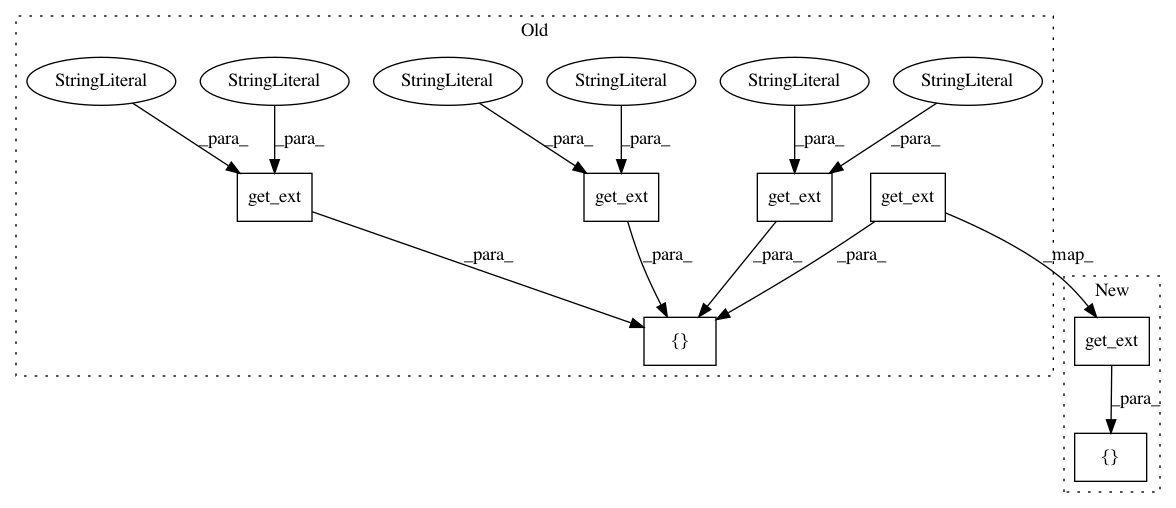 Old
StringLiteral StringLiteral StringLiteral StringLiteral StringLiteral StringLiteral
_para_ _para_ _para_ _para_ _para_ _para_
get_ext get_ext get_ext get_ext
_para_ _para_ _para_ _para_ _map_
New
{} get_ext
_para_
{}